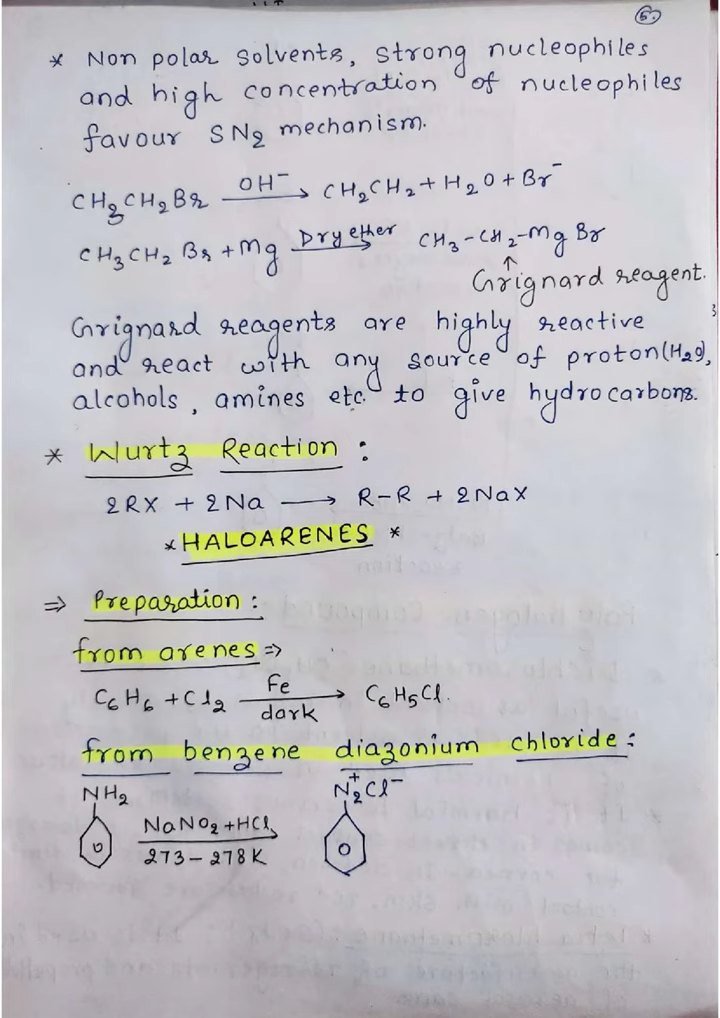 5.
* Non polar solvents, strong nucleophiles
and high concentration of nucleophiles
favour SN2 mechanism.
CH3CH2Br OH⁻ → CH2CH2 + H2O + Br⁻
CH3CH2Br + Mg Dry ether → CH3-CH2-Mg Br
↑
Grignard reagent.
Grignard reagents are highly reactive
and react with any source of proton(H2O),
alcohols, amines etc. to give hydrocarbons.
* Wurtz Reaction :
2RX + 2Na → R-R + 2NaX
* HALOARENES *
⇒ Preparation :
from arenes ⇒
C6H6 + Cl2 Fe dark → C6H5Cl.
from benzene diazonium chloride :
NH2 N2⁺Cl⁻
NaNO2+HCl →
273-278K